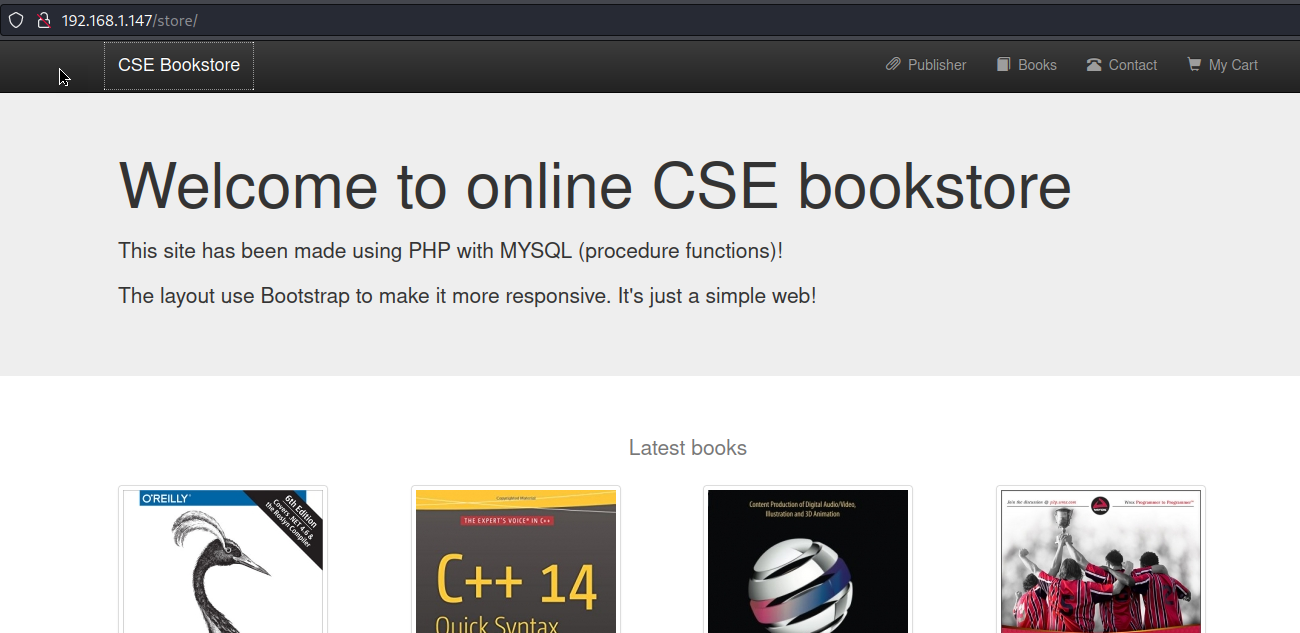 192.168.1.147/store/
CSE Bookstore
Publisher
Books
Contact
My Cart
Welcome to online CSE bookstore
This site has been made using PHP with MYSQL (procedure functions)!
The layout use Bootstrap to make it more responsive. It's just a simple web!
Latest books
O'REILLY®
6th Edition
Covers .NET 4.6 &
the Roslyn Compiler
Copyrighted Material
THE EXPERT'S VOICE® IN C++
C++ 14
Quick Syntax
Content Production of Digital Audio/Video,
Illustration and 3D Animation
Join the discussion @ p2p.wrox.com
Wrox Programmer to Programmer™